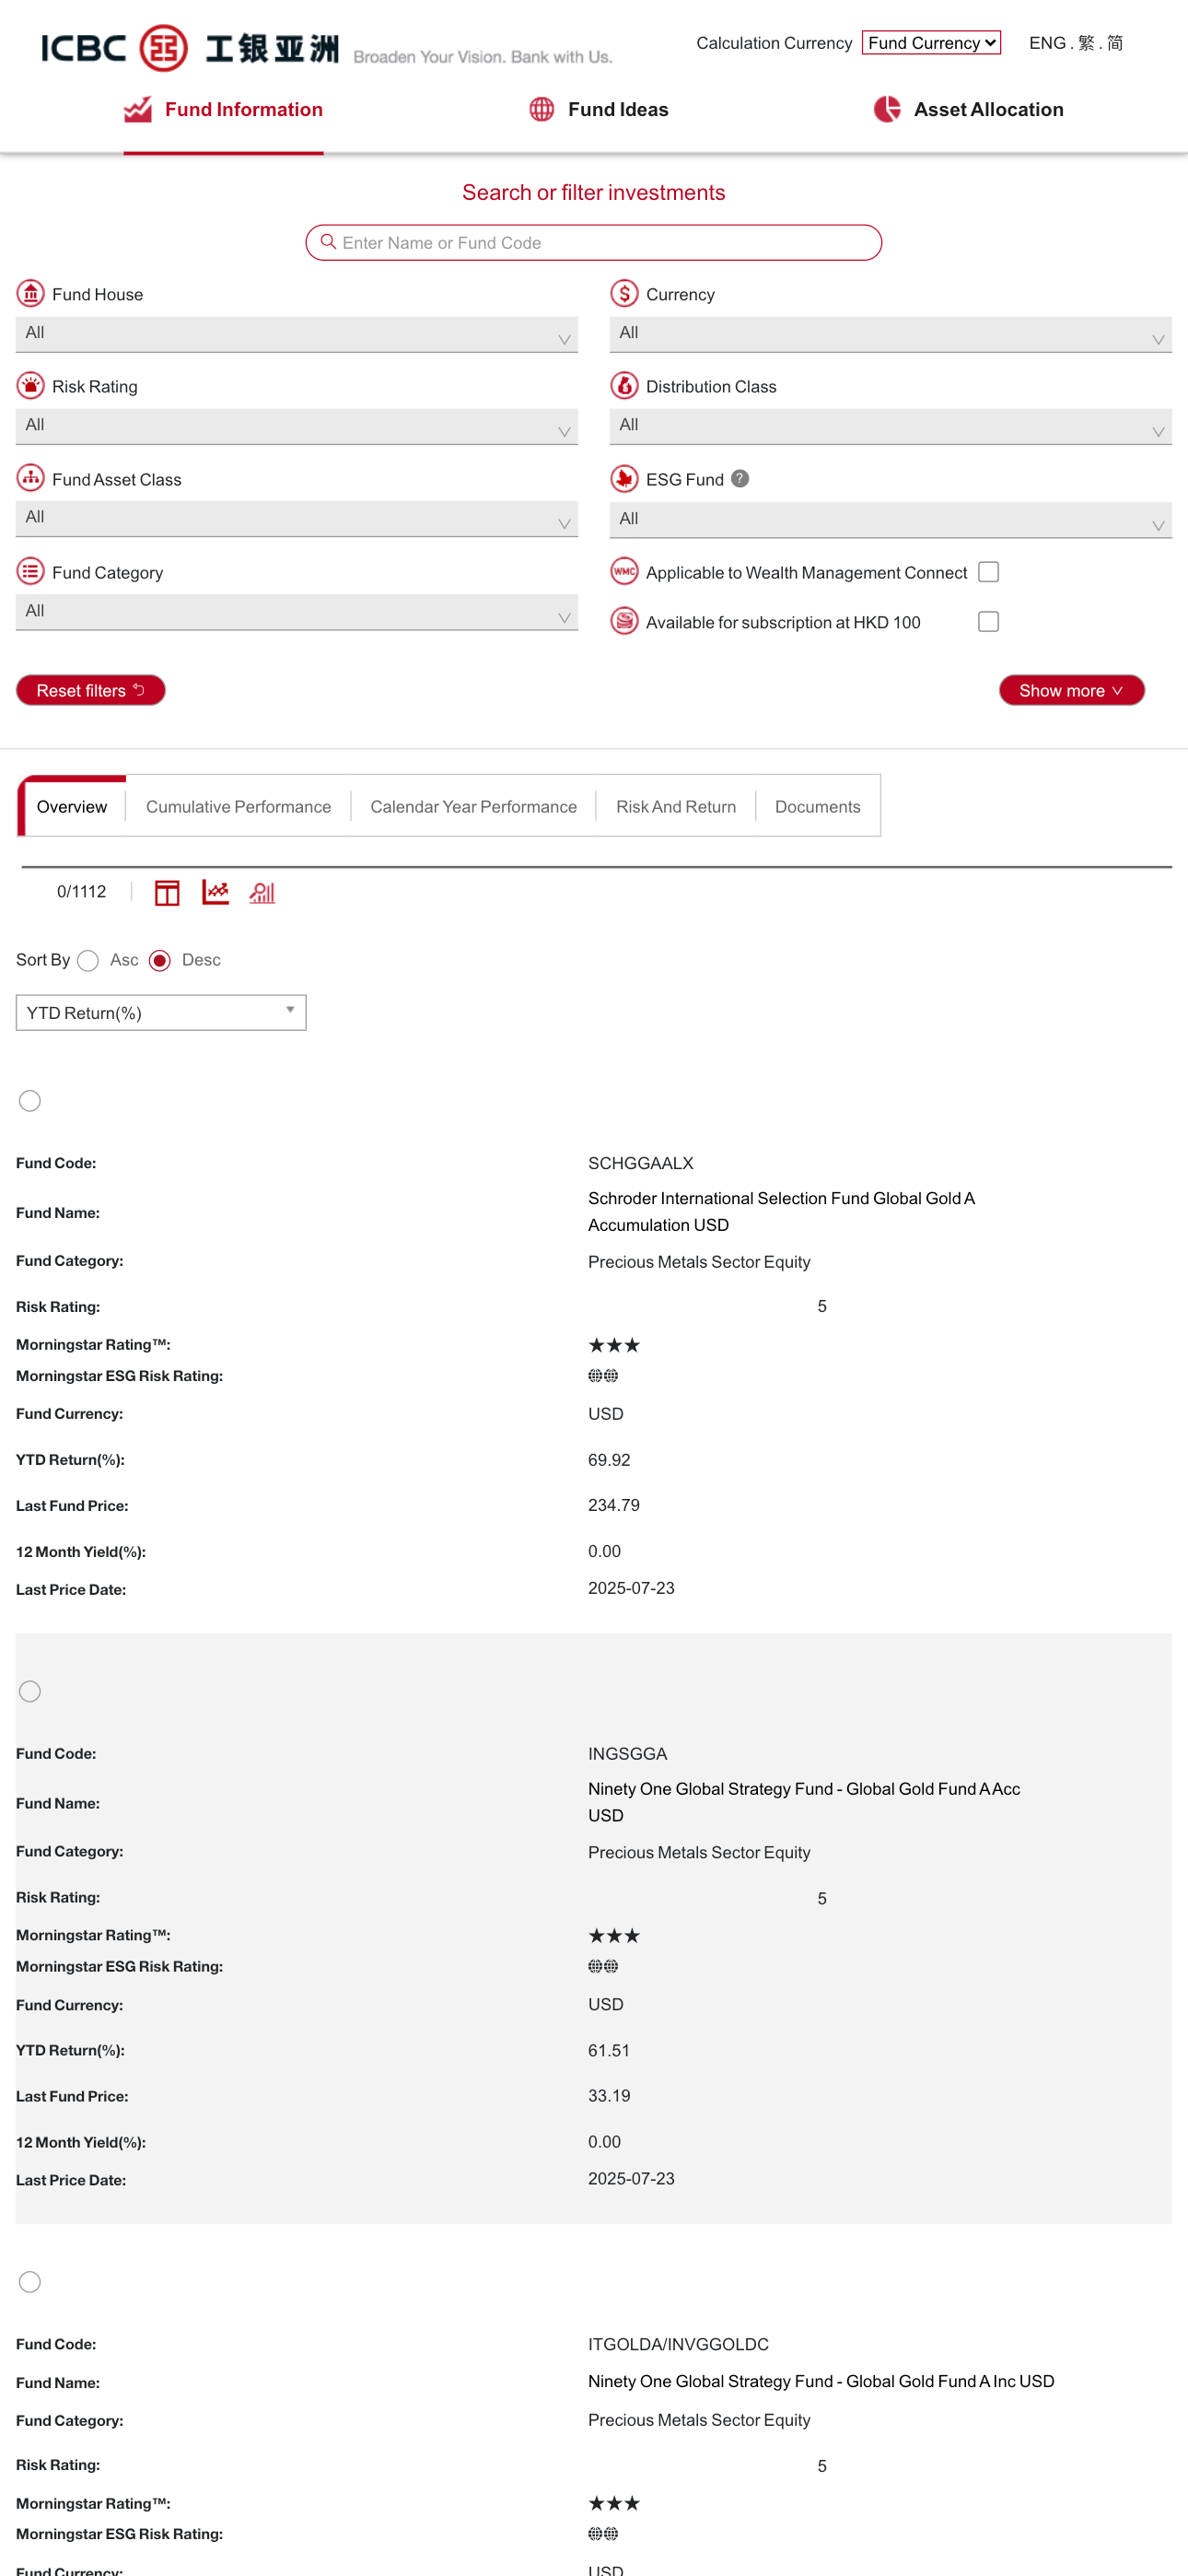 ICBC 工银亚洲 Broaden Your Vision. Bank with Us.
Calculation Currency Fund Currency ENG . 繁 . 简
Fund Information Fund Ideas Asset Allocation
Search or filter investments
Enter Name or Fund Code
Fund House
All
Currency
All
Risk Rating
All
Distribution Class
All
Fund Asset Class
All
ESG Fund ?
All
Fund Category
All
WMC Applicable to Wealth Management Connect
Available for subscription at HKD 100
Reset filters Show more
Overview Cumulative Performance Calendar Year Performance Risk And Return Documents
0/1112
Sort By Asc Desc
YTD Return(%)
Fund Code: SCHGGAALX
Fund Name: Schroder International Selection Fund Global Gold A
Accumulation USD
Fund Category: Precious Metals Sector Equity
Risk Rating: 5
Morningstar Rating™: ★★★
Morningstar ESG Risk Rating:
Fund Currency: USD
YTD Return(%): 69.92
Last Fund Price: 234.79
12 Month Yield(%): 0.00
Last Price Date: 2025-07-23
Fund Code: INGSGGA
Fund Name: Ninety One Global Strategy Fund - Global Gold Fund A Acc
USD
Fund Category: Precious Metals Sector Equity
Risk Rating: 5
Morningstar Rating™: ★★★
Morningstar ESG Risk Rating:
Fund Currency: USD
YTD Return(%): 61.51
Last Fund Price: 33.19
12 Month Yield(%): 0.00
Last Price Date: 2025-07-23
Fund Code: ITGOLDA/INVGGOLDC
Fund Name: Ninety One Global Strategy Fund - Global Gold Fund A Inc USD
Fund Category: Precious Metals Sector Equity
Risk Rating: 5
Morningstar Rating™: ★★★
Morningstar ESG Risk Rating:
Fund Currency: USD